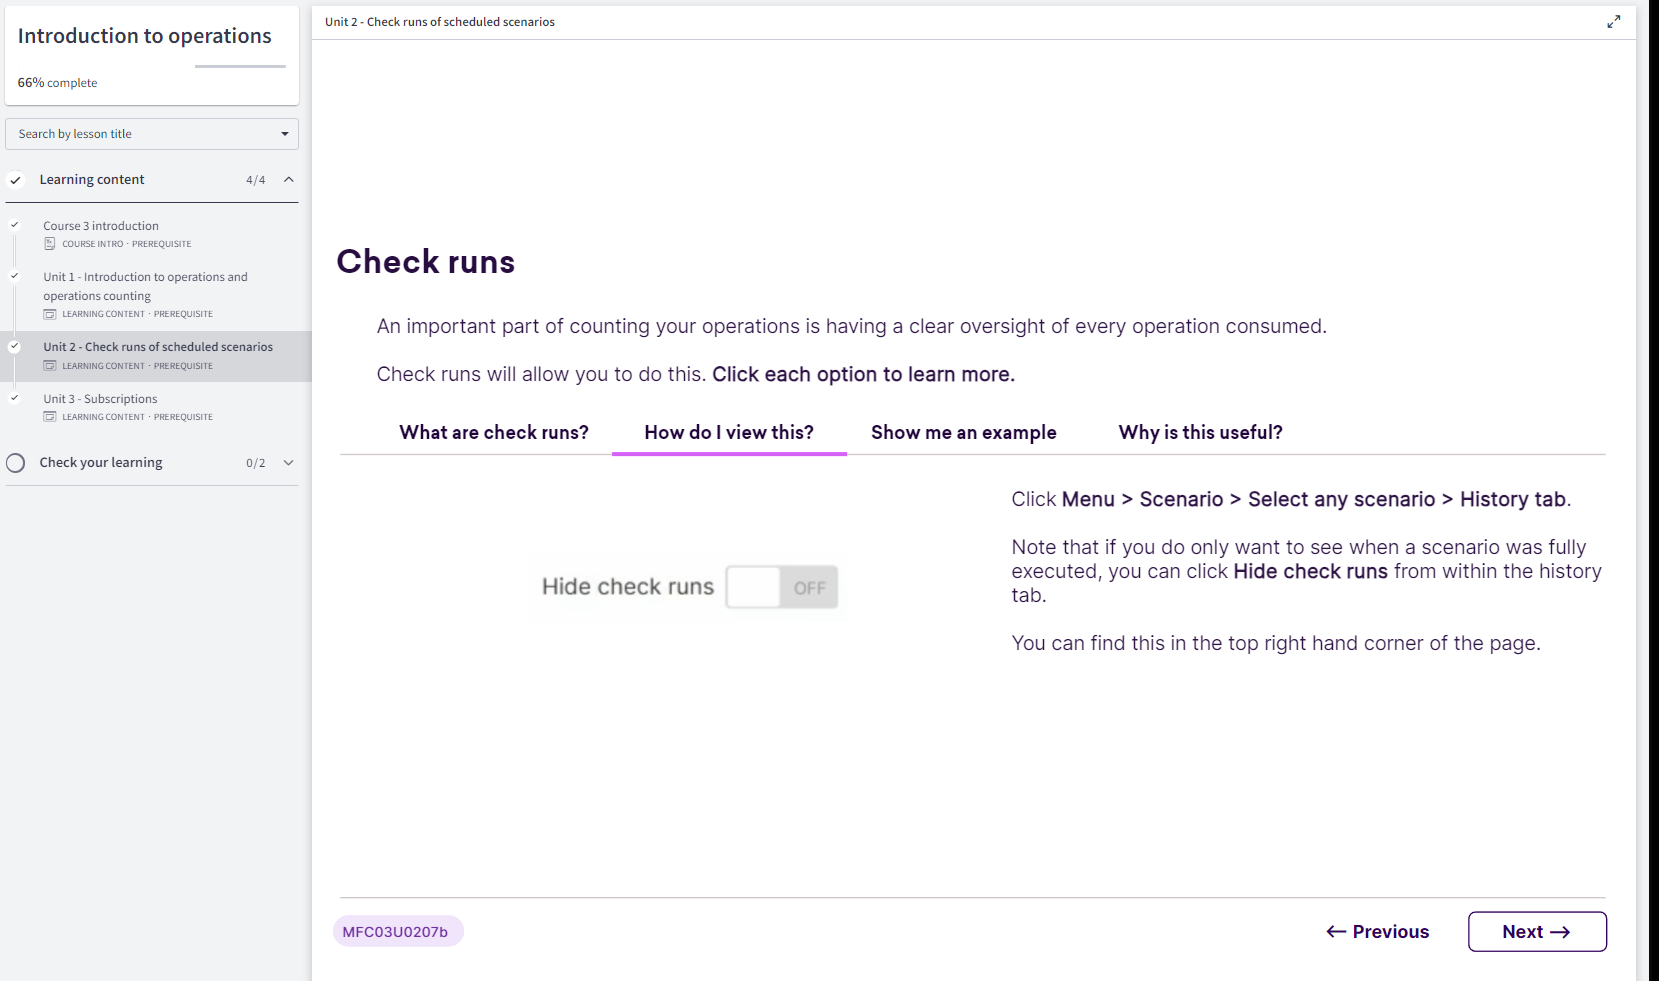 Introduction to operations
66% complete
Search by lesson title
Learning content 4/4
Course 3 introduction
COURSE INTRO · PREREQUISITE
Unit 1 - Introduction to operations and
operations counting
LEARNING CONTENT · PREREQUISITE
Unit 2 - Check runs of scheduled scenarios
LEARNING CONTENT · PREREQUISITE
Unit 3 - Subscriptions
LEARNING CONTENT · PREREQUISITE
Check your learning 0/2
Unit 2 - Check runs of scheduled scenarios
Check runs
An important part of counting your operations is having a clear oversight of every operation consumed.
Check runs will allow you to do this. Click each option to learn more.
What are check runs? How do I view this? Show me an example Why is this useful?
Hide check runs OFF
Click Menu > Scenario > Select any scenario > History tab.
Note that if you do only want to see when a scenario was fully
executed, you can click Hide check runs from within the history
tab.
You can find this in the top right hand corner of the page.
MFC03U0207b
← Previous
Next →